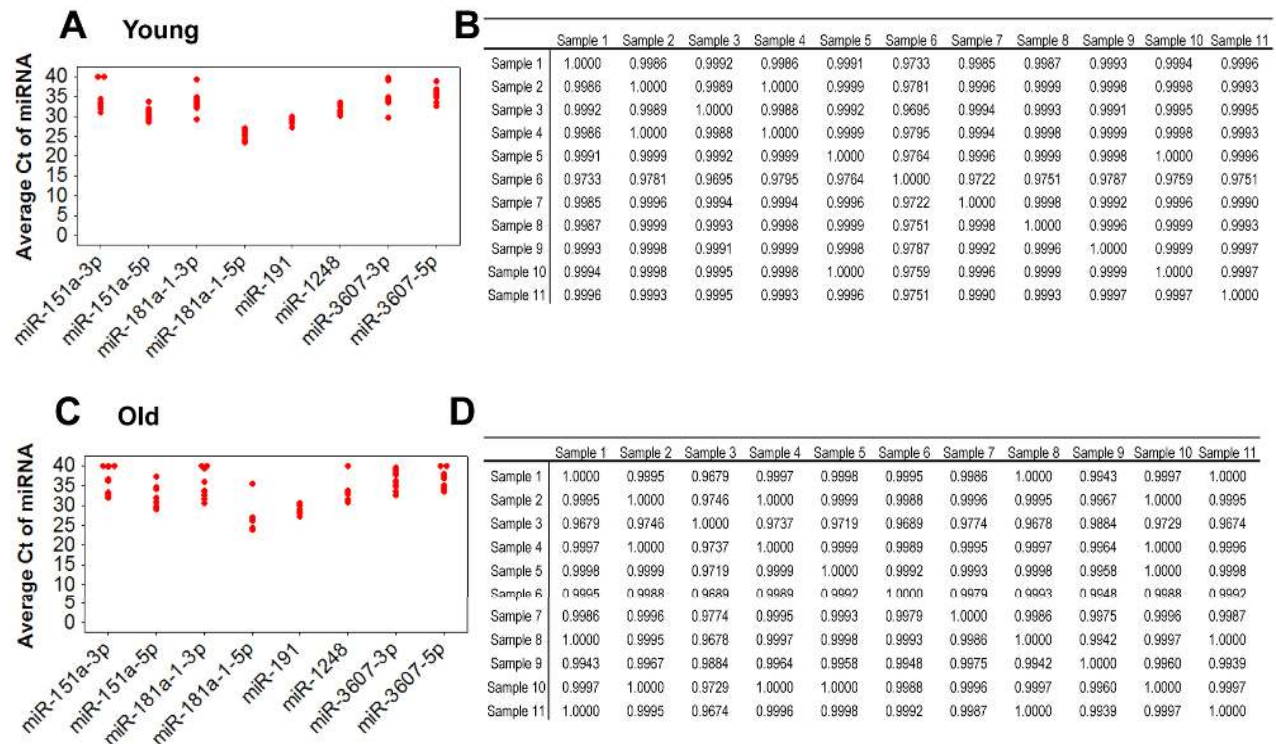 A Young
Average Ct of miRNA
40
35
30
25
20
15
10
5
0
miR-151a-3p miR-151a-5p miR-181a-1-3p miR-181a-1-5p miR-191 miR-1248 miR-3607-3p miR-3607-5p
B
Sample 1 Sample 2 Sample 3 Sample 4 Sample 5 Sample 6 Sample 7 Sample 8 Sample 9 Sample 10 Sample 11
Sample 1 1.0000 0.9986 0.9992 0.9986 0.9991 0.9733 0.9985 0.9987 0.9993 0.9994 0.9996
Sample 2 0.9986 1.0000 0.9989 1.0000 0.9999 0.9781 0.9996 0.9999 0.9998 0.9998 0.9993
Sample 3 0.9992 0.9989 1.0000 0.9988 0.9992 0.9695 0.9994 0.9993 0.9991 0.9995 0.9995
Sample 4 0.9986 1.0000 0.9988 1.0000 0.9999 0.9795 0.9994 0.9998 0.9999 0.9998 0.9993
Sample 5 0.9991 0.9999 0.9992 0.9999 1.0000 0.9764 0.9996 0.9999 0.9998 1.0000 0.9996
Sample 6 0.9733 0.9781 0.9695 0.9795 0.9764 1.0000 0.9722 0.9751 0.9787 0.9759 0.9751
Sample 7 0.9985 0.9996 0.9994 0.9994 0.9996 0.9722 1.0000 0.9998 0.9992 0.9996 0.9990
Sample 8 0.9987 0.9999 0.9993 0.9998 0.9999 0.9751 0.9998 1.0000 0.9996 0.9999 0.9993
Sample 9 0.9993 0.9998 0.9991 0.9999 0.9998 0.9787 0.9992 0.9996 1.0000 0.9999 0.9997
Sample 10 0.9994 0.9998 0.9995 0.9998 1.0000 0.9759 0.9996 0.9999 0.9999 1.0000 0.9997
Sample 11 0.9996 0.9993 0.9995 0.9993 0.9996 0.9751 0.9990 0.9993 0.9997 0.9997 1.0000
C Old
Average Ct of miRNA
40
35
30
25
20
15
10
5
0
miR-151a-3p miR-151a-5p miR-181a-1-3p miR-181a-1-5p miR-191 miR-1248 miR-3607-3p miR-3607-5p
D
Sample 1 Sample 2 Sample 3 Sample 4 Sample 5 Sample 6 Sample 7 Sample 8 Sample 9 Sample 10 Sample 11
Sample 1 1.0000 0.9995 0.9679 0.9997 0.9998 0.9995 0.9986 1.0000 0.9943 0.9997 1.0000
Sample 2 0.9995 1.0000 0.9746 1.0000 0.9999 0.9688 0.9996 0.9995 0.9967 1.0000 0.9995
Sample 3 0.9679 0.9746 1.0000 0.9737 0.9719 0.9689 0.9774 0.9678 0.9884 0.9729 0.9674
Sample 4 0.9997 1.0000 0.9737 1.0000 0.9999 0.9989 0.9995 0.9997 0.9964 1.0000 0.9996
Sample 5 0.9998 0.9999 0.9719 0.9999 1.0000 0.9992 0.9993 0.9998 0.9958 1.0000 0.9998
Sample 6 0.9995 0.9988 0.9689 0.9989 0.9992 1.0000 0.9979 0.9993 0.9948 0.9988 0.9992
Sample 7 0.9986 0.9996 0.9774 0.9995 0.9993 0.9979 1.0000 0.9986 0.9975 0.9996 0.9987
Sample 8 1.0000 0.9995 0.9678 0.9997 0.9998 0.9993 0.9986 1.0000 0.9942 0.9997 1.0000
Sample 9 0.9943 0.9967 0.9884 0.9964 0.9958 0.9948 0.9975 0.9942 1.0000 0.9960 0.9939
Sample 10 0.9997 1.0000 0.9729 1.0000 1.0000 0.9988 0.9996 0.9997 0.9960 1.0000 0.9997
Sample 11 1.0000 0.9995 0.9674 0.9996 0.9998 0.9992 0.9987 1.0000 0.9939 0.9997 1.0000